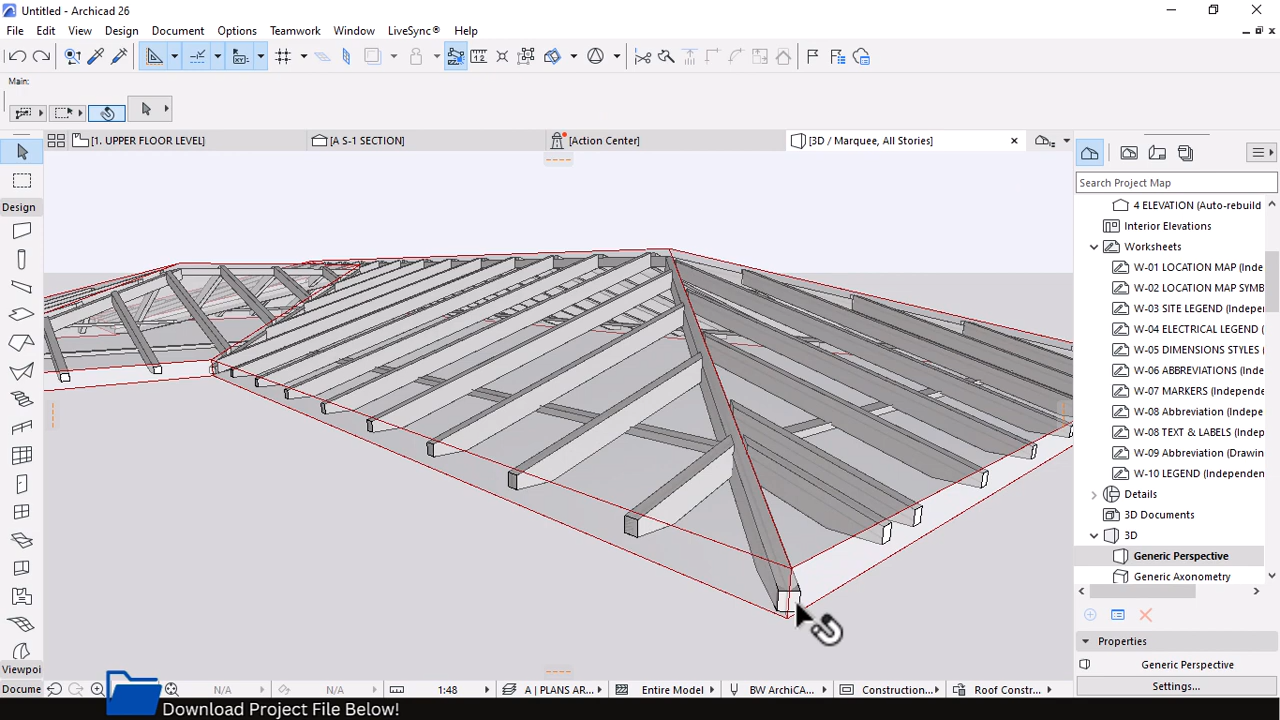 Untitled - Archicad 26
File Edit View Design Document Options Teamwork Window LiveSync® Help
Main:
[1. UPPER FLOOR LEVEL] [A S-1 SECTION] [Action Center] [3D / Marquee, All Stories]
Search Project Map
Design
4 ELEVATION (Auto-rebuild
Interior Elevations
Worksheets
W-01 LOCATION MAP (Inde
W-02 LOCATION MAP SYMB
W-03 SITE LEGEND (Indepe
W-04 ELECTRICAL LEGEND (
W-05 DIMENSIONS STYLES
W-06 ABBREVIATIONS (Ind
W-07 MARKERS (Independe
W-08 Abbreviation (Indepe
W-08 TEXT & LABELS (Inde
W-09 Abbreviation (Drawin
W-10 LEGEND (Independent
Details
3D Documents
3D
Generic Perspective
Generic Axonometry
Properties
Generic Perspective
Settings...
Viewpoi
Docume
N/A N/A 1:48 A | PLANS AR... Entire Model BW ArchiCA... Construction... Roof Constr...
Download Project File Below!